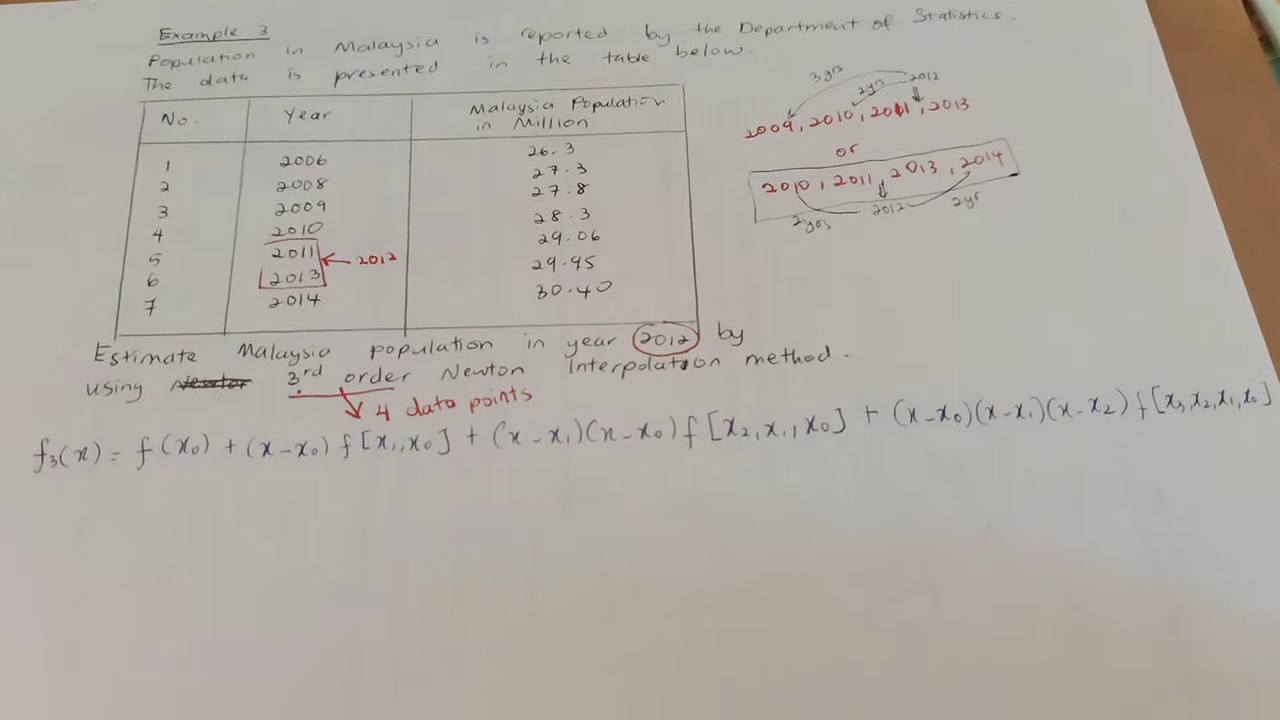 Example 3
Population in Malaysia is reported by the Department of Statistics.
The data is presented in the table below.
No. Year Malaysia Population in Million
1 2006 26.3
2 2008 27.3
3 2009 27.8
4 2010 28.3
5 2011 29.06
6 2013 29.95
7 2014 30.40
← 2012
3yrs 2yrs 2012
2009, 2010, 2011, 2013
or
2010, 2011, 2013, 2014
2yrs 2012 2yr
Estimate Malaysia population in year 2012 by
using 3rd order Newton Interpolation method.
4 data points
f₃(x) = f(x₀) + (x-x₀) f[x₁,x₀] + (x-x₁)(x-x₀) f[x₂,x₁,x₀] + (x-x₀)(x-x₁)(x-x₂) f[x₃,x₂,x₁,x₀]